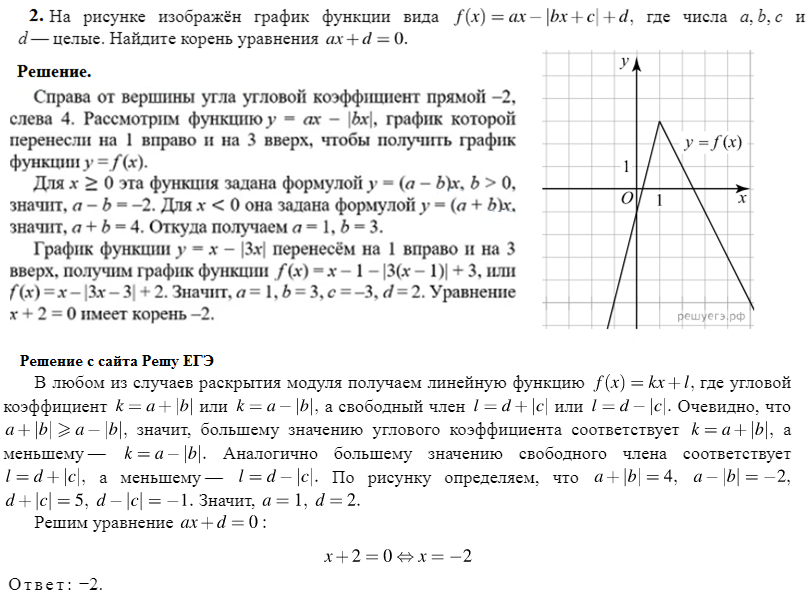 2. На рисунке изображён график функции вида f(x) = ax − |bx + c| + d, где числа a, b, c и
d — целые. Найдите корень уравнения ax + d = 0.
Решение.
Справа от вершины угла угловой коэффициент прямой –2,
слева 4. Рассмотрим функцию y = ax − |bx|, график которой
перенесли на 1 вправо и на 3 вверх, чтобы получить график
функции y = f(x).
Для x ≥ 0 эта функция задана формулой y = (a − b)x, b > 0,
значит, a − b = –2. Для x < 0 она задана формулой y = (a + b)x,
значит, a + b = 4. Откуда получаем a = 1, b = 3.
График функции y = x − |3x| перенесём на 1 вправо и на 3
вверх, получим график функции f(x) = x − 1 − |3(x − 1)| + 3, или
f(x) = x − |3x − 3| + 2. Значит, a = 1, b = 3, c = –3, d = 2. Уравнение
x + 2 = 0 имеет корень –2.
y
y = f(x)
1
O
1
x
решуегэ.рф
Решение с сайта Решу ЕГЭ
В любом из случаев раскрытия модуля получаем линейную функцию f(x) = kx + l, где угловой
коэффициент k = a + |b| или k = a − |b|, а свободный член l = d + |c| или l = d − |c|. Очевидно, что
a + |b| ⩾ a − |b|, значит, большему значению углового коэффициента соответствует k = a + |b|, а
меньшему — k = a − |b|. Аналогично большему значению свободного члена соответствует
l = d + |c|, а меньшему — l = d − |c|. По рисунку определяем, что a + |b| = 4, a − |b| = −2,
d + |c| = 5, d − |c| = −1. Значит, a = 1, d = 2.
Решим уравнение ax + d = 0 :
x + 2 = 0 ⇔ x = −2
Ответ: −2.